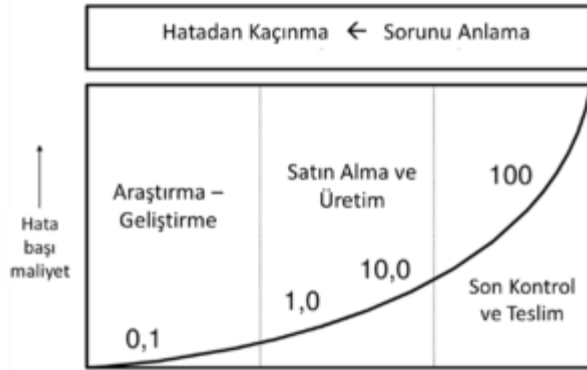 Hatadan Kaçınma ← Sorunu Anlama
Araştırma –
Geliştirme
Satın Alma ve
Üretim
100
Hata
başı
maliyet
0,1
1,0
10,0
Son Kontrol
ve Teslim